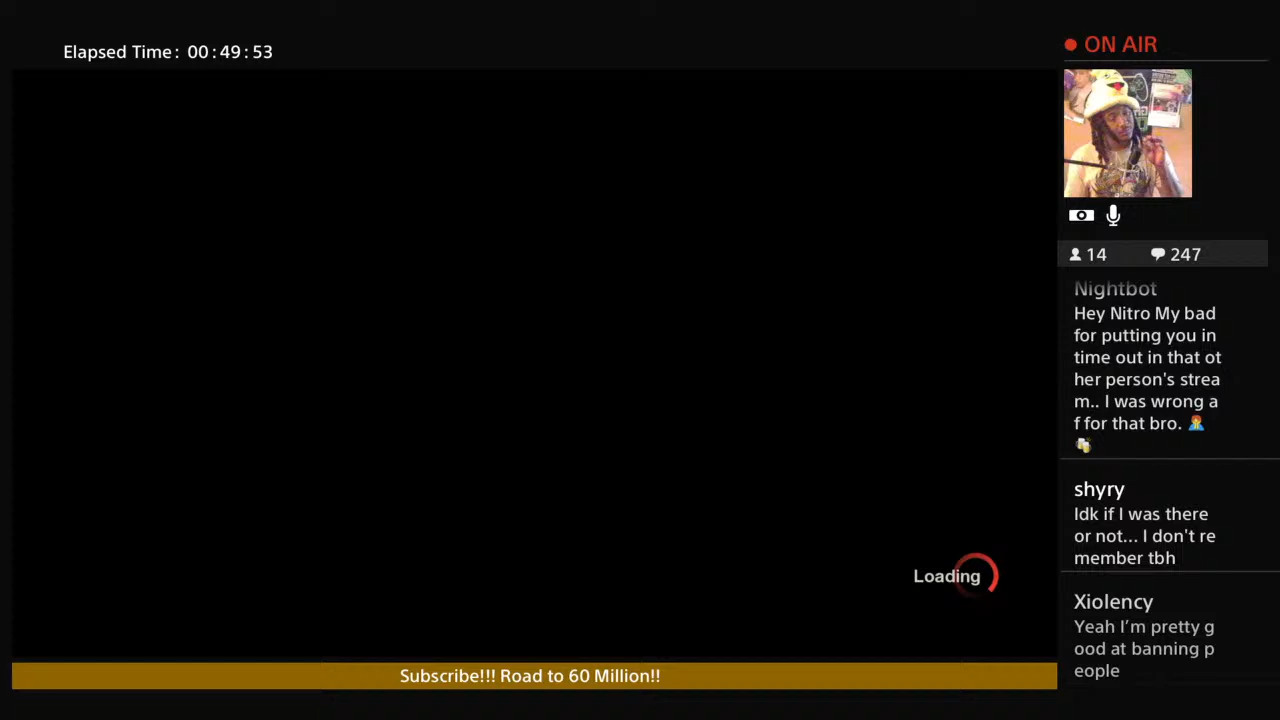 Elapsed Time: 00:49:53
ON AIR
14 247
Nightbot
Hey Nitro My bad
for putting you in
time out in that ot
her person's strea
m.. I was wrong a
f for that bro. 🤦
🍻
shyry
Idk if I was there
or not... I don't re
member tbh
Xiolency
Yeah I’m pretty g
ood at banning p
eople
Loading
Subscribe!!! Road to 60 Million!!